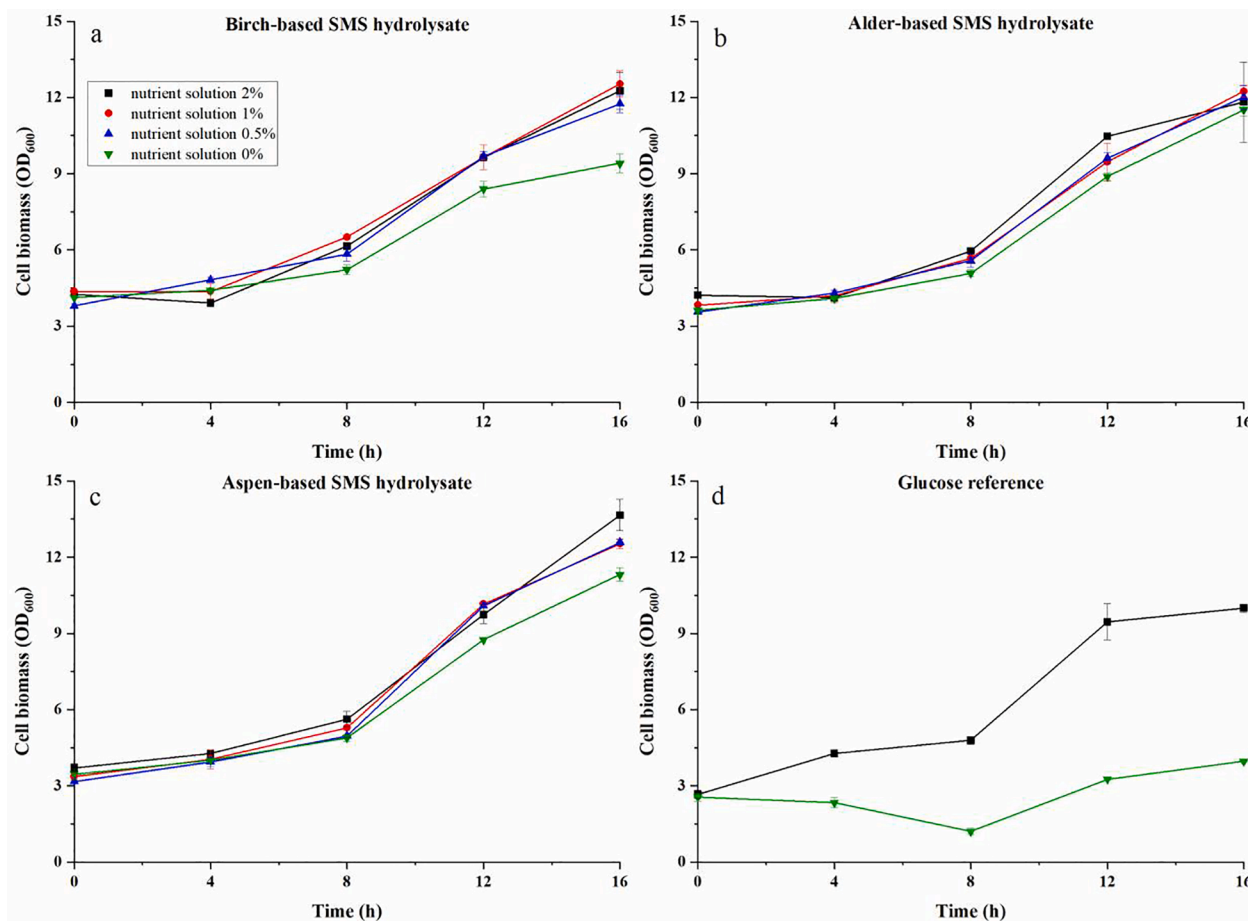 a
Birch-based SMS hydrolysate
nutrient solution 2%
nutrient solution 1%
nutrient solution 0.5%
nutrient solution 0%
Cell biomass (OD600)
15
12
9
6
3
0
0 4 8 12 16
Time (h)
b
Alder-based SMS hydrolysate
Cell biomass (OD600)
15
12
9
6
3
0
0 4 8 12 16
Time (h)
c
Aspen-based SMS hydrolysate
Cell biomass (OD600)
15
12
9
6
3
0
0 4 8 12 16
Time (h)
d
Glucose reference
Cell biomass (OD600)
15
12
9
6
3
0
0 4 8 12 16
Time (h)